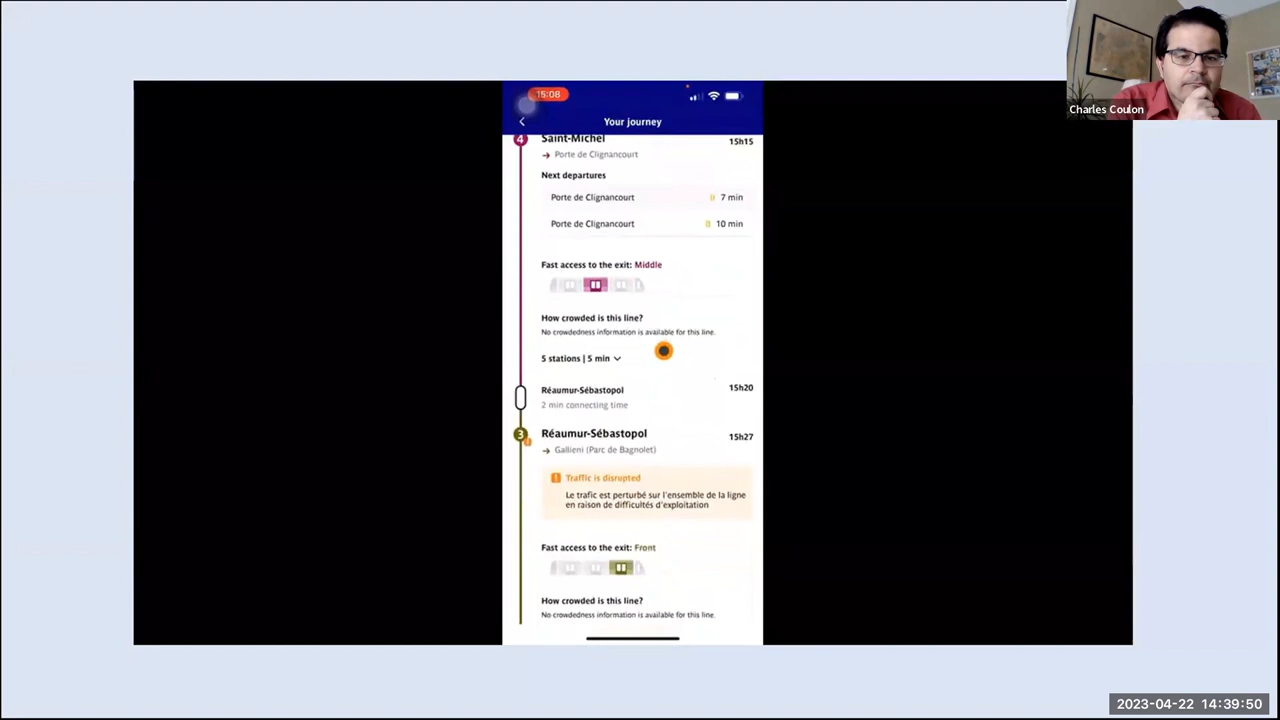 15:08
Your journey
4 Saint-Michel 15h15
→ Porte de Clignancourt
Next departures
Porte de Clignancourt 7 min
Porte de Clignancourt 10 min
Fast access to the exit: Middle
How crowded is this line?
No crowdedness information is available for this line.
5 stations | 5 min
Réaumur-Sébastopol 15h20
2 min connecting time
3 Réaumur-Sébastopol 15h27
→ Gallieni (Parc de Bagnolet)
! Traffic is disrupted
Le trafic est perturbé sur l'ensemble de la ligne
en raison de difficultés d'exploitation
Fast access to the exit: Front
How crowded is this line?
No crowdedness information is available for this line.
Charles Coulon
2023-04-22 14:39:50